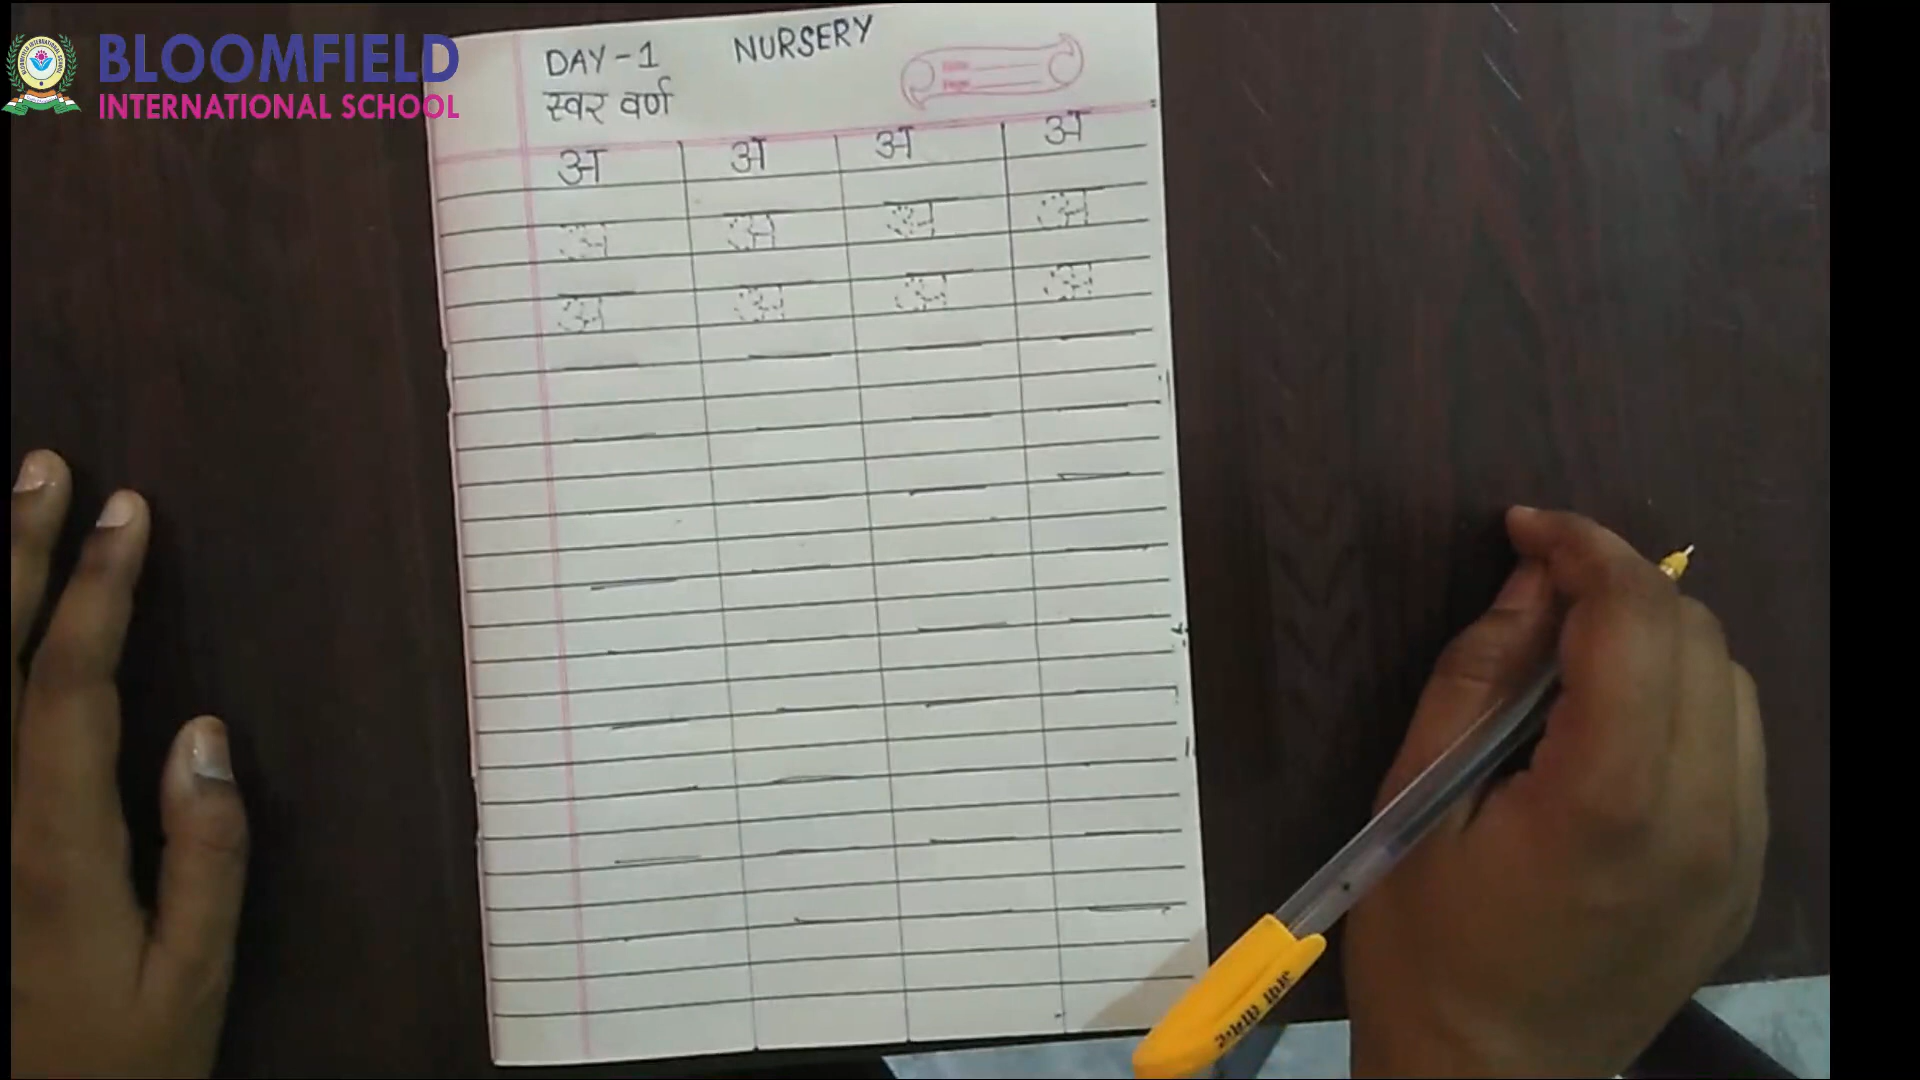 BLOOMFIELD
INTERNATIONAL SCHOOL
DAY-1 NURSERY
स्वर वर्ण
अ अ अ अ
अ अ अ अ
अ अ अ अ